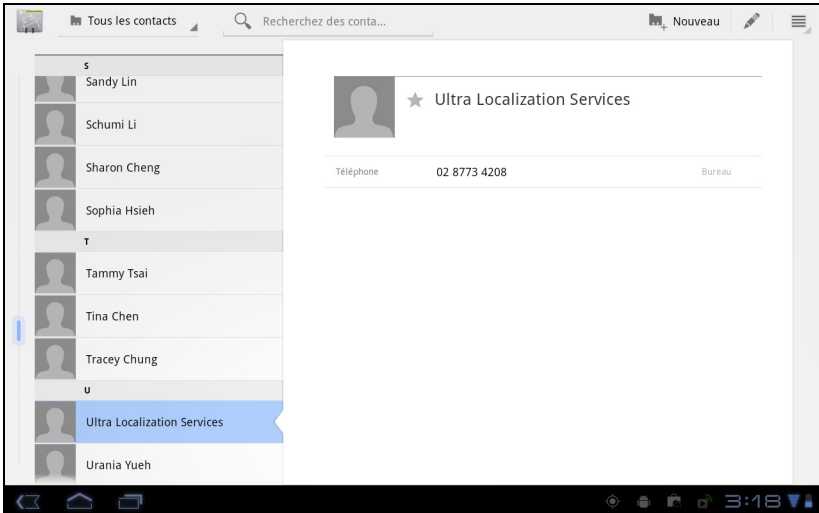 Tous les contacts
Recherchez des conta...
Nouveau
S
Sandy Lin
Schumi Li
Sharon Cheng
Sophia Hsieh
T
Tammy Tsai
Tina Chen
Tracey Chung
U
Ultra Localization Services
Urania Yueh
Ultra Localization Services
Téléphone 02 8773 4208 Bureau
3:18